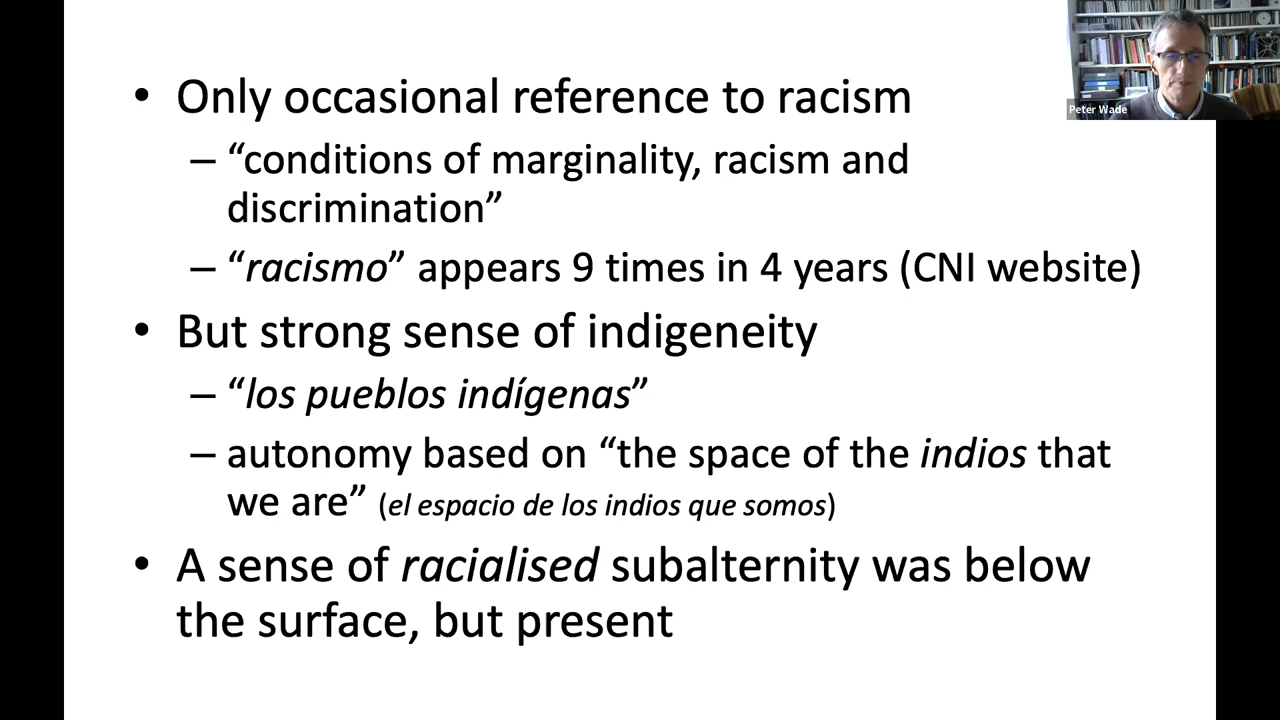 • Only occasional reference to racism
– “conditions of marginality, racism and
discrimination”
– “racismo” appears 9 times in 4 years (CNI website)
• But strong sense of indigeneity
– “los pueblos indígenas”
– autonomy based on “the space of the indios that
we are” (el espacio de los indios que somos)
• A sense of racialised subalternity was below
the surface, but present
Peter Wade